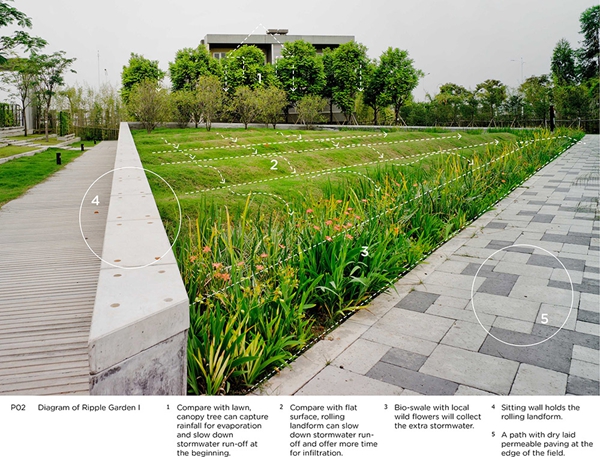 1
2
3
4
5
P02 Diagram of Ripple Garden I
1 Compare with lawn,
canopy tree can capture
rainfall for evaporation
and slow down
stormwater run-off at
the beginning.
2 Compare with flat
surface, rolling
landform can slow
down stormwater run-
off and offer more time
for infiltration.
3 Bio-swale with local
wild flowers will collect
the extra stormwater.
4 Sitting wall holds the
rolling landform.
5 A path with dry laid
permeable paving at the
edge of the field.